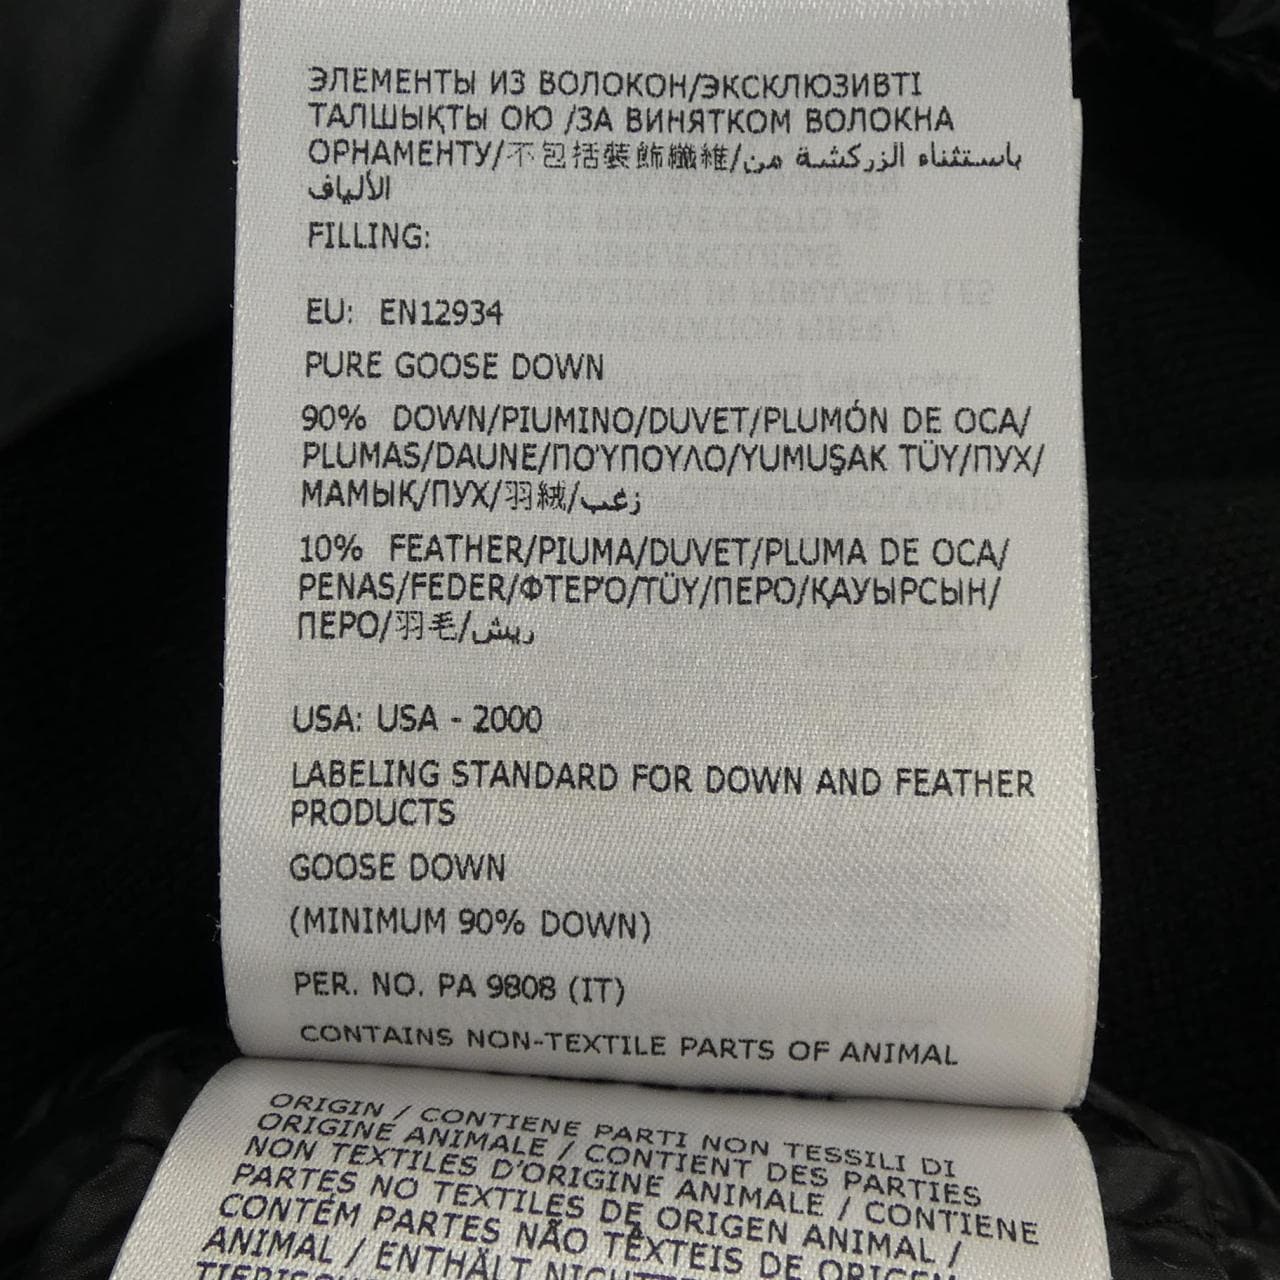 ЭЛЕМЕНТЫ ИЗ ВОЛОКОН/ЭКСКЛЮЗИВТІ
ТАЛШЫҚТЫ ОЮ /ЗА ВИНЯТКОМ ВОЛОКНА
ОРНАМЕНТУ/不包括裝飾纖維/باستثناء الزركشة من
الألياف
FILLING:
EU: EN12934
PURE GOOSE DOWN
90% DOWN/PIUMINO/DUVET/PLUMÓN DE OCA/
PLUMAS/DAUNE/ΠΟΎΠΟΥΛΟ/YUMUŞAK TÜY/ПУХ/
МАМЫҚ/ПУХ/羽絨/زغب
10% FEATHER/PIUMA/DUVET/PLUMA DE OCA/
PENAS/FEDER/ΦΤΕΡΌ/TÜY/ПЕРО/ҚАУЫРСЫН/
ПЕРО/羽毛/ريش
USA: USA - 2000
LABELING STANDARD FOR DOWN AND FEATHER
PRODUCTS
GOOSE DOWN
(MINIMUM 90% DOWN)
PER. NO. PA 9808 (IT)
CONTAINS NON-TEXTILE PARTS OF ANIMAL
ORIGIN / CONTIENE PARTI NON TESSILI DI
ORIGINE ANIMALE / CONTIENT DES PARTIES
NON TEXTILES D'ORIGINE ANIMALE / CONTIENE
PARTES NO TEXTILES DE ORIGEN ANIMAL /
CONTÉM PARTES NÃO TÊXTEIS DE ORIGEM
ANIMAL / ENTHÄLT